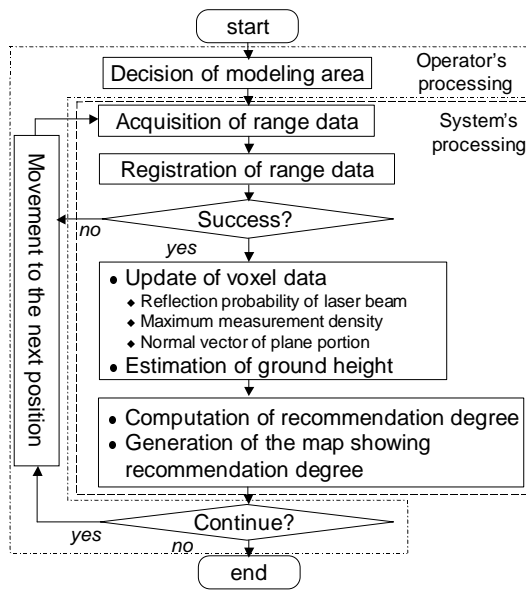 start
Operator's
processing
Decision of modeling area
System's
processing
Acquisition of range data
Registration of range data
Movement to the next position
Success?
no
yes
● Update of voxel data
◆ Reflection probability of laser beam
◆ Maximum measurement density
◆ Normal vector of plane portion
● Estimation of ground height
● Computation of recommendation degree
● Generation of the map showing
recommendation degree
Continue?
yes
no
end